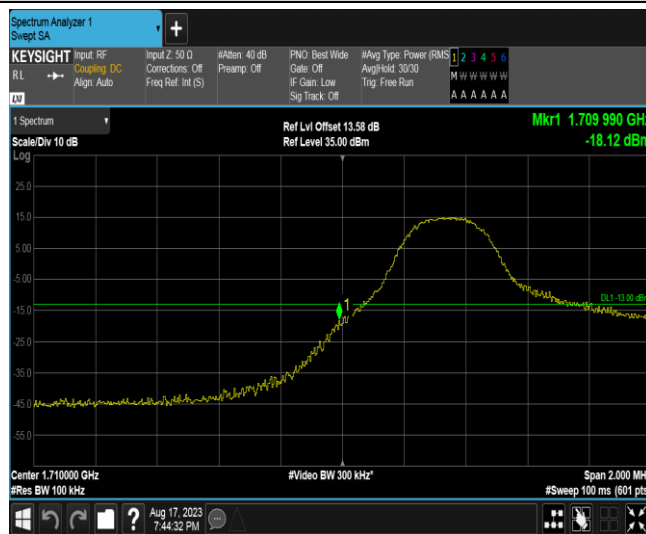 Spectrum Analyzer 1
Swept SA
KEYSIGHT
RL
LXI
Input: RF
Coupling: DC
Align: Auto
Input Z: 50 Ω
Corrections: Off
Freq Ref: Int (S)
#Atten: 40 dB
Preamp: Off
PNO: Best Wide
Gate: Off
IF Gain: Low
Sig Track: Off
#Avg Type: Power (RMS
Avg|Hold: 30/30
Trig: Free Run
1 2 3 4 5 6
M W W W W W
A A A A A A
1 Spectrum
Scale/Div 10 dB
Ref Lvl Offset 13.58 dB
Ref Level 35.00 dBm
Mkr1 1.709 990 GHz
-18.12 dBm
Log
25.0
15.0
5.00
-5.00
-15.0
-25.0
-35.0
-45.0
-55.0
1
DL1 -13.00 dBm
Center 1.710000 GHz
#Res BW 100 kHz
#Video BW 300 kHz*
Span 2.000 MHz
#Sweep 100 ms (601 pts
Aug 17, 2023
7:44:32 PM